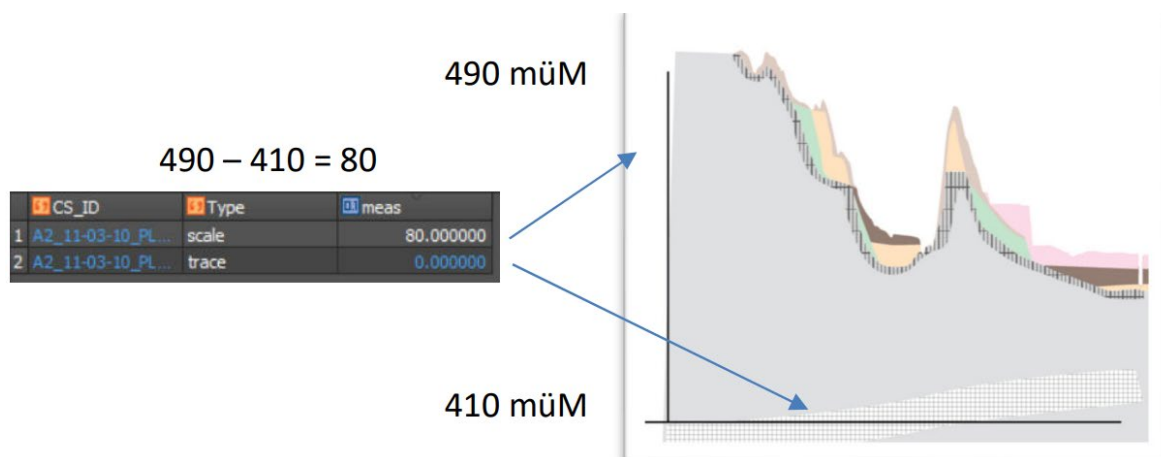 490 müM
490 – 410 = 80
CS_ID Type meas
1 A2_11-03-10_PL... scale 80.000000
2 A2_11-03-10_PL... trace 0.000000
410 müM